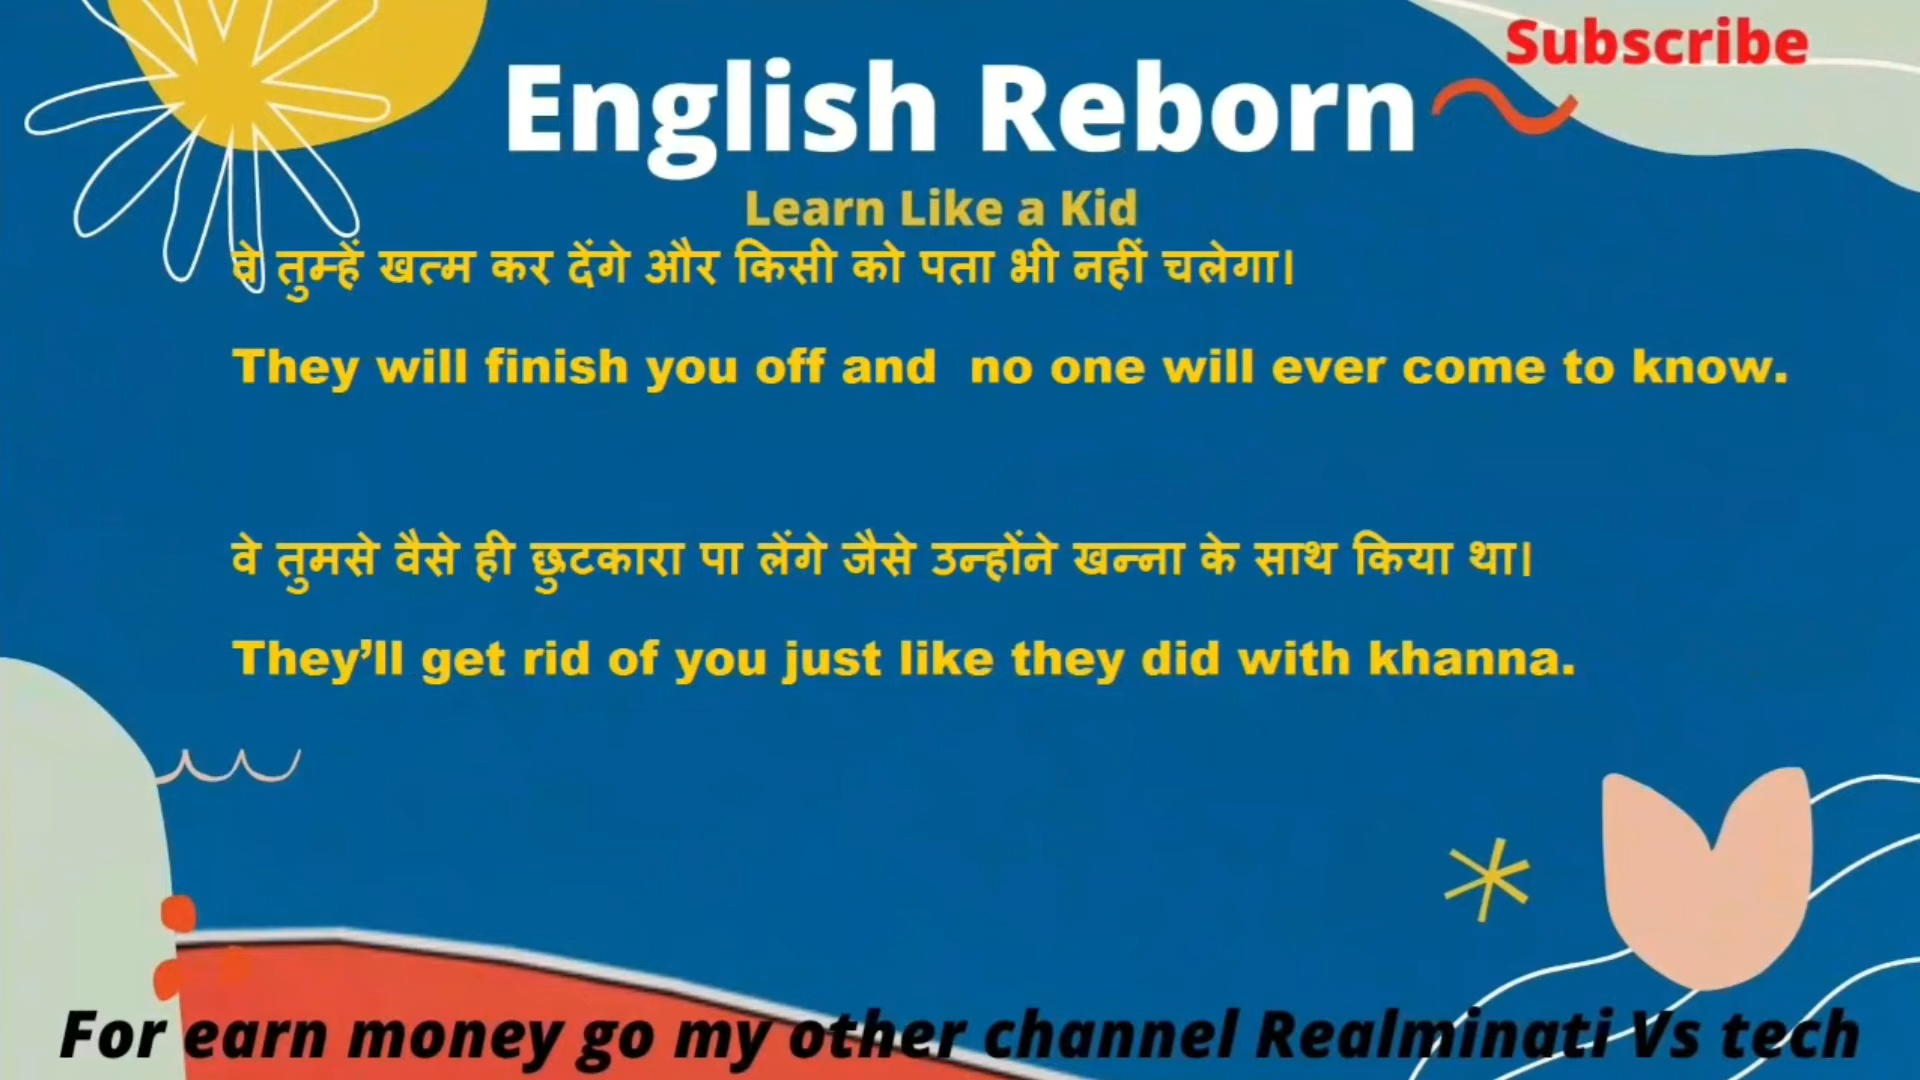 Subscribe
English Reborn
Learn Like a Kid
वे तुम्हें खत्म कर देंगे और किसी को पता भी नहीं चलेगा।
They will finish you off and  no one will ever come to know.
वे तुमसे वैसे ही छुटकारा पा लेंगे जैसे उन्होंने खन्ना के साथ किया था।
They’ll get rid of you just like they did with khanna.
For earn money go my other channel Realminati Vs tech